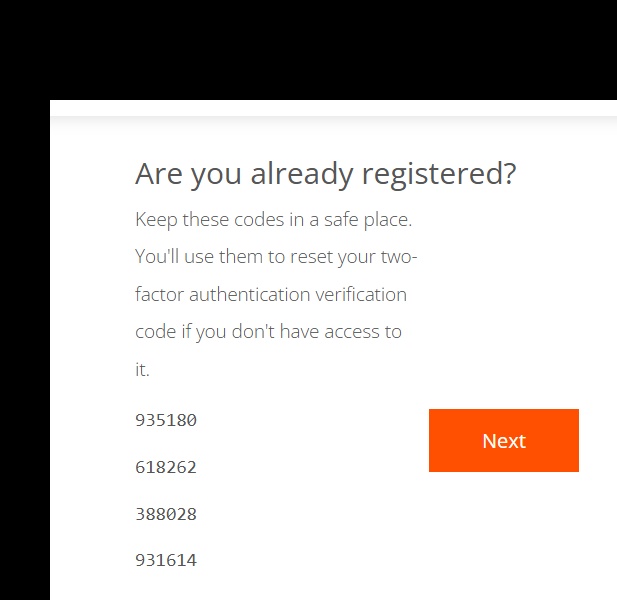 Are you already registered?
Keep these codes in a safe place.
You'll use them to reset your two-
factor authentication verification
code if you don't have access to
it.
935180
618262
388028
931614
Next